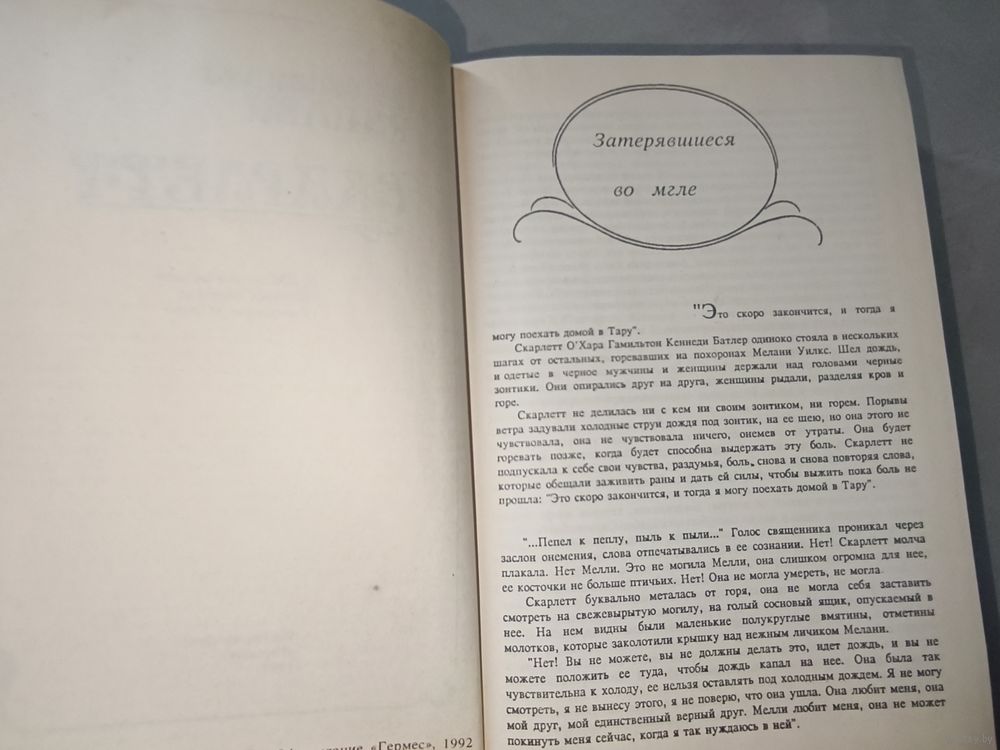 «Гермес», 1992
Затерявшиеся
во мгле
"Это скоро закончится, и тогда я
могу поехать домой в Тару".
Скарлетт О'Хара Гамильтон Кеннеди Батлер одиноко стояла в нескольких
шагах от остальных, горевавших на похоронах Мелани Уилкс. Шел дождь,
и одетые в черное мужчины и женщины держали над головами черные
зонтики. Они опирались друг на друга, женщины рыдали, разделяя кров и
горе.
Скарлетт не делилась ни с кем ни своим зонтиком, ни горем. Порывы
ветра задували холодные струи дождя под зонтик, на ее шею, но она этого не
чувствовала, она не чувствовала ничего, онемев от утраты. Она будет
горевать позже, когда будет способна выдержать эту боль. Скарлетт не
подпускала к себе свои чувства, раздумья, боль, снова и снова повторяя слова,
которые обещали заживить раны и дать ей силы, чтобы выжить пока боль не
прошла: "Это скоро закончится, и тогда я могу поехать домой в Тару".
"...Пепел к пеплу, пыль к пыли..." Голос священника проникал через
заслон онемения, слова отпечатывались в ее сознании. Нет! Скарлетт молча
плакала. Нет Мелли. Это не могила Мелли, она слишком огромна для нее,
ее косточки не больше птичьих. Нет! Она не могла умереть, не могла
Скарлетт буквально металась от горя, она не могла себя заставить
смотреть на свежевырытую могилу, на голый сосновый ящик, опускаемый в
нее. На нем видны были маленькие полукруглые вмятины, отметины
молотков, которые заколотили крышку над нежным личиком Мелани.
"Нет! Вы не можете, вы не должны делать это, идет дождь, и вы не
можете положить ее туда, чтобы дождь капал на нее. Она была так
чувствительна к холоду, ее нельзя оставлять под холодным дождем. Я не могу
смотреть, я не вынесу этого, я не поверю, что она ушла. Она любит меня, она
мой друг, мой единственный верный друг. Мелли любит меня, она не может
покинуть меня сейчас, когда я так нуждаюсь в ней".